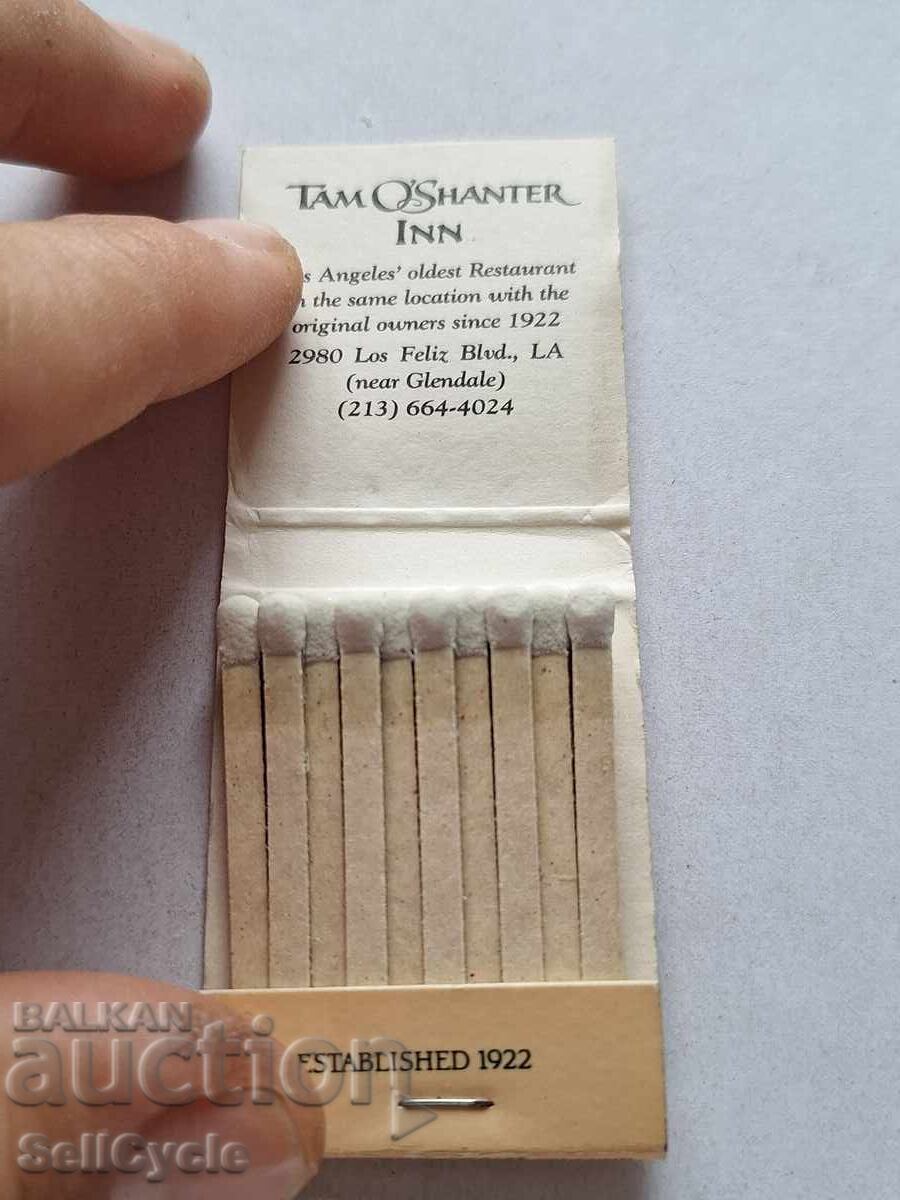 TAM O'SHANTER
INN
Angeles' oldest Restaurant
the same location with the
original owners since 1922
2980 Los Feliz Blvd., LA
(near Glendale)
(213) 664-4024
ESTABLISHED 1922
BALKAN
auction
SellCycle